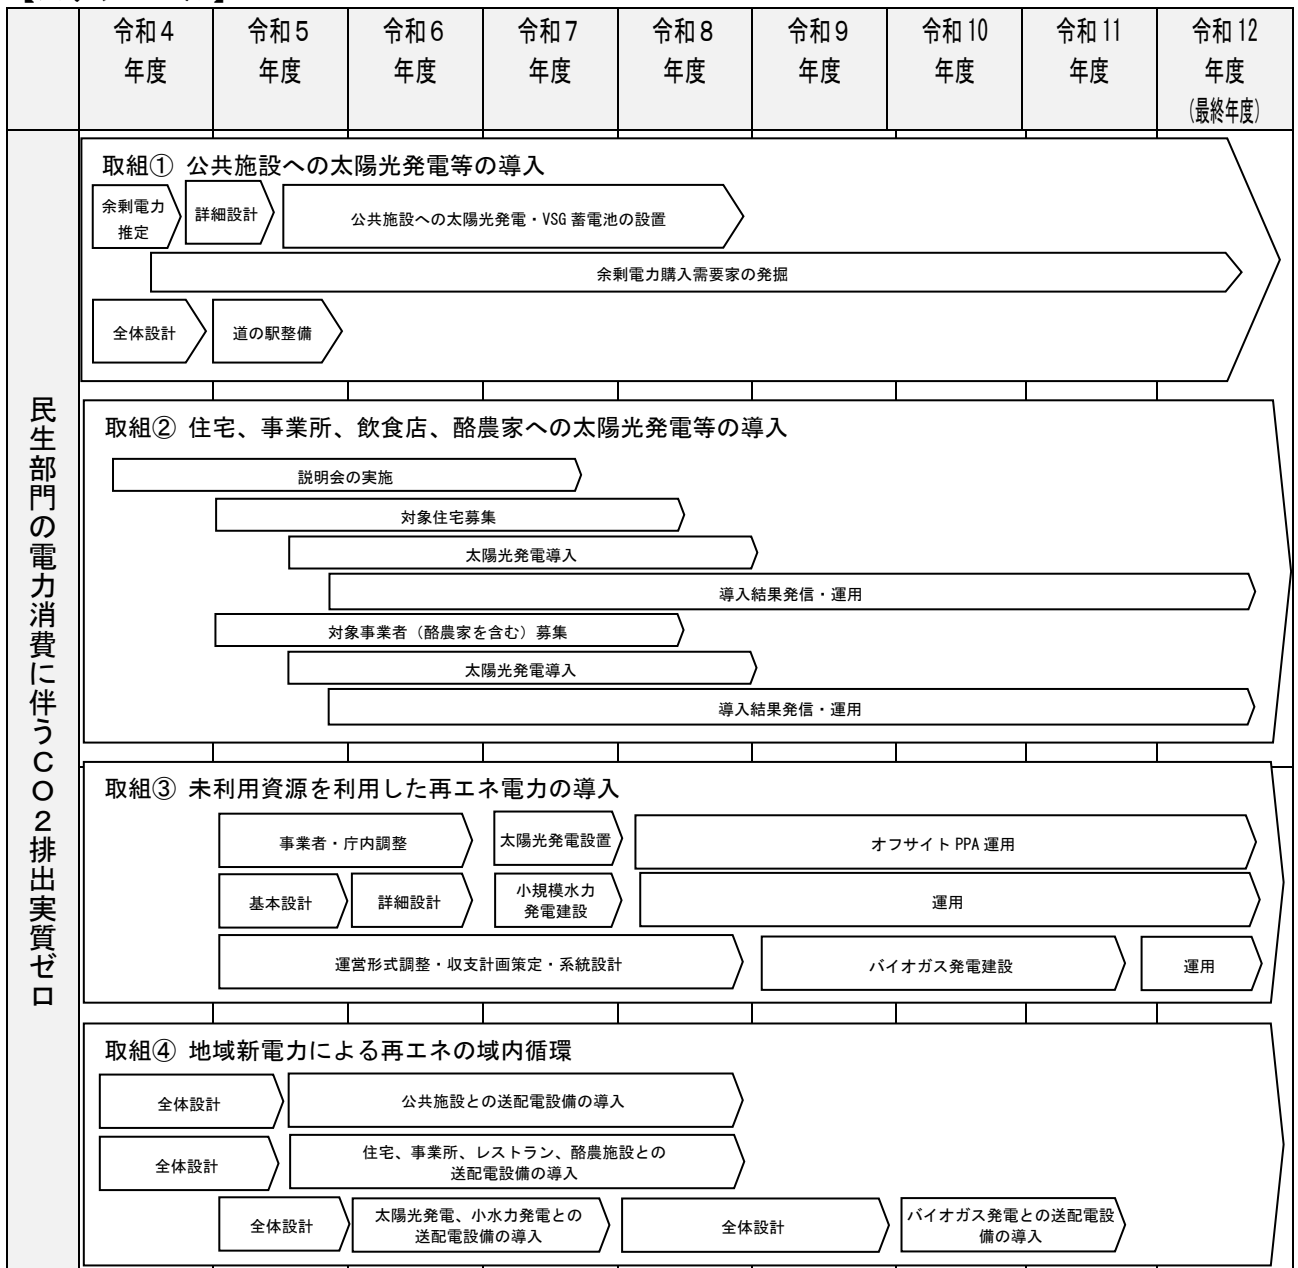 令和４
年度
令和５
年度
令和６
年度
令和７
年度
令和８
年度
令和９
年度
令和10
年度
令和11
年度
令和12
年度
(最終年度)
民生部門の電力消費に伴うＣＯ２排出実質ゼロ
取組① 公共施設への太陽光発電等の導入
余剰電力
推定
詳細設計
公共施設への太陽光発電・VSG蓄電池の設置
余剰電力購入需要家の発掘
全体設計
道の駅整備
取組② 住宅、事業所、飲食店、酪農家への太陽光発電等の導入
説明会の実施
対象住宅募集
太陽光発電導入
導入結果発信・運用
対象事業者（酪農家を含む）募集
太陽光発電導入
導入結果発信・運用
取組③ 未利用資源を利用した再エネ電力の導入
事業者・庁内調整
太陽光発電設置
オフサイトPPA運用
基本設計
詳細設計
小規模水力
発電建設
運用
運営形式調整・収支計画策定・系統設計
バイオガス発電建設
運用
取組④ 地域新電力による再エネの域内循環
全体設計
公共施設との送配電設備の導入
全体設計
住宅、事業所、レストラン、酪農施設との
送配電設備の導入
全体設計
太陽光発電、小水力発電との
送配電設備の導入
全体設計
バイオガス発電との送配電設
備の導入